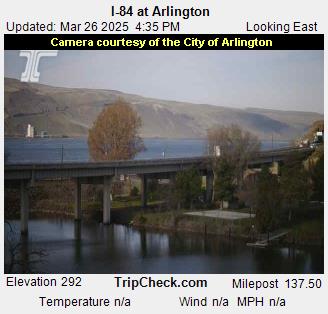 I-84 at Arlington
Updated: Mar 26 2025 4:35 PM Looking East
Camera courtesy of the City of Arlington
Elevation 292 TripCheck.com Milepost 137.50
Temperature n/a Wind n/a MPH n/a